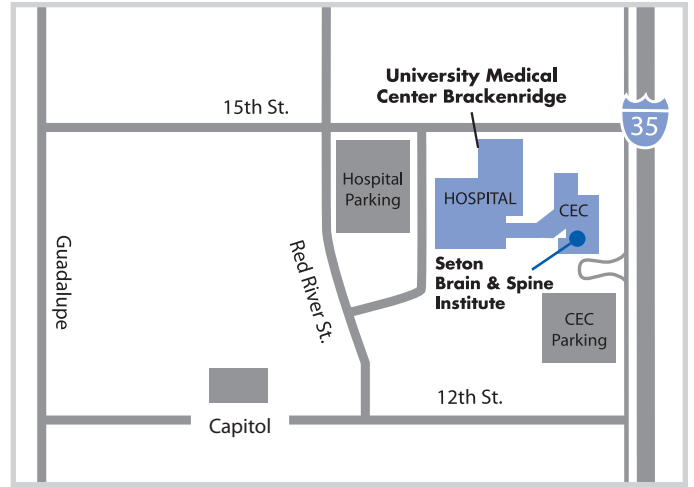 University Medical
Center Brackenridge
15th St.
35
Hospital
Parking
HOSPITAL
CEC
Guadalupe
Red River St.
Seton
Brain & Spine
Institute
CEC
Parking
12th St.
Capitol